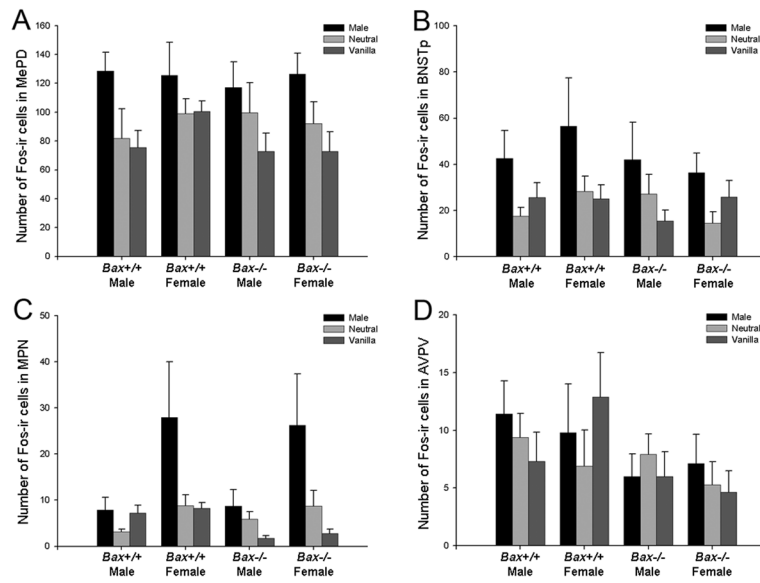 A
Number of Fos-ir cells in MePD
160
140
120
100
80
60
40
20
0
Male
Neutral
Vanilla
Bax+/+ Bax+/+ Bax-/- Bax-/-
Male Female Male Female
B
Number of Fos-ir cells in BNSTp
100
80
60
40
20
0
Male
Neutral
Vanilla
Bax+/+ Bax+/+ Bax-/- Bax-/-
Male Female Male Female
C
Number of Fos-ir cells in MPN
50
40
30
20
10
0
Male
Neutral
Vanilla
Bax+/+ Bax+/+ Bax-/- Bax-/-
Male Female Male Female
D
Number of Fos-ir cells in AVPV
20
15
10
5
0
Male
Neutral
Vanilla
Bax+/+ Bax+/+ Bax-/- Bax-/-
Male Female Male Female